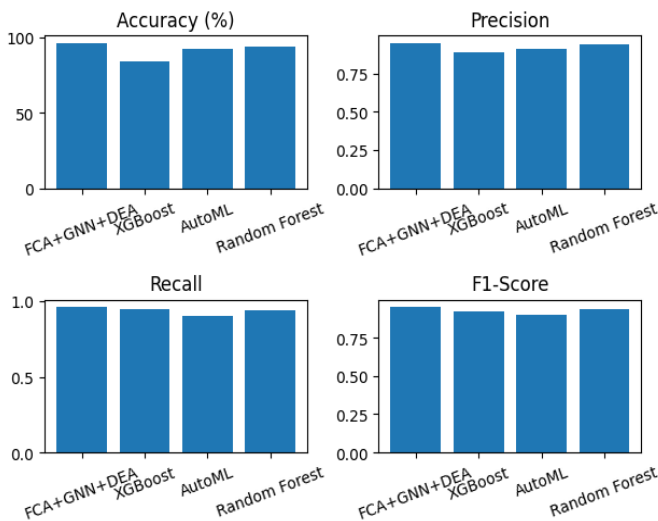 Accuracy (%)
100
50
0
FCA+GNN+DEA
XGBoost
AutoML
Random Forest
Precision
0.75
0.50
0.25
0.00
FCA+GNN+DEA
XGBoost
AutoML
Random Forest
Recall
1.0
0.5
0.0
FCA+GNN+DEA
XGBoost
AutoML
Random Forest
F1-Score
0.75
0.50
0.25
0.00
FCA+GNN+DEA
XGBoost
AutoML
Random Forest